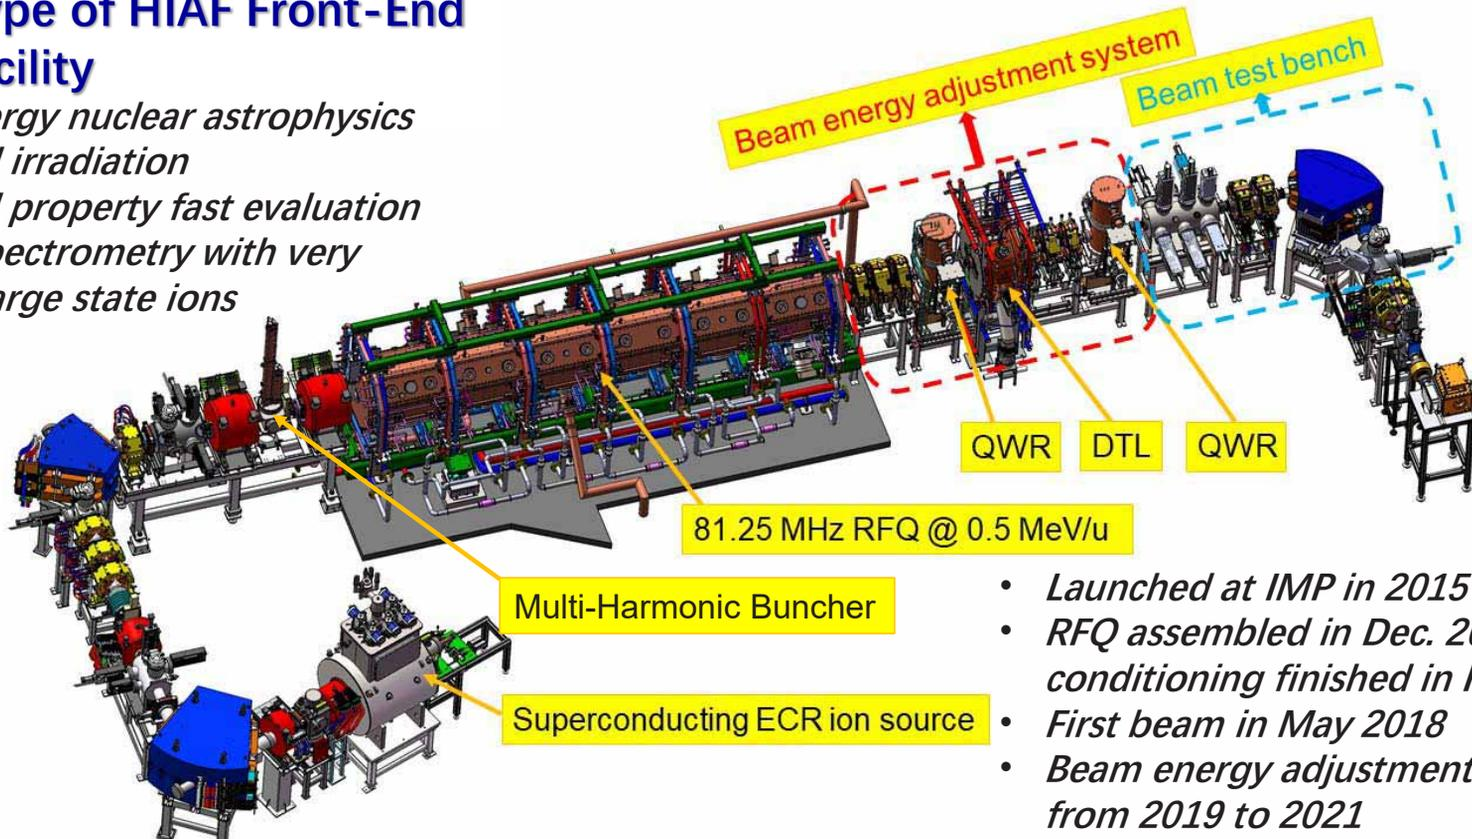 ype of HIAF Front-End
cility
ergy nuclear astrophysics
l irradiation
l property fast evaluation
pectrometry with very
arge state ions
Beam energy adjustment system
Beam test bench
QWR
DTL
QWR
81.25 MHz RFQ @ 0.5 MeV/u
Multi-Harmonic Buncher
Superconducting ECR ion source
• Launched at IMP in 2015
• RFQ assembled in Dec. 20
conditioning finished in
• First beam in May 2018
• Beam energy adjustment
from 2019 to 2021